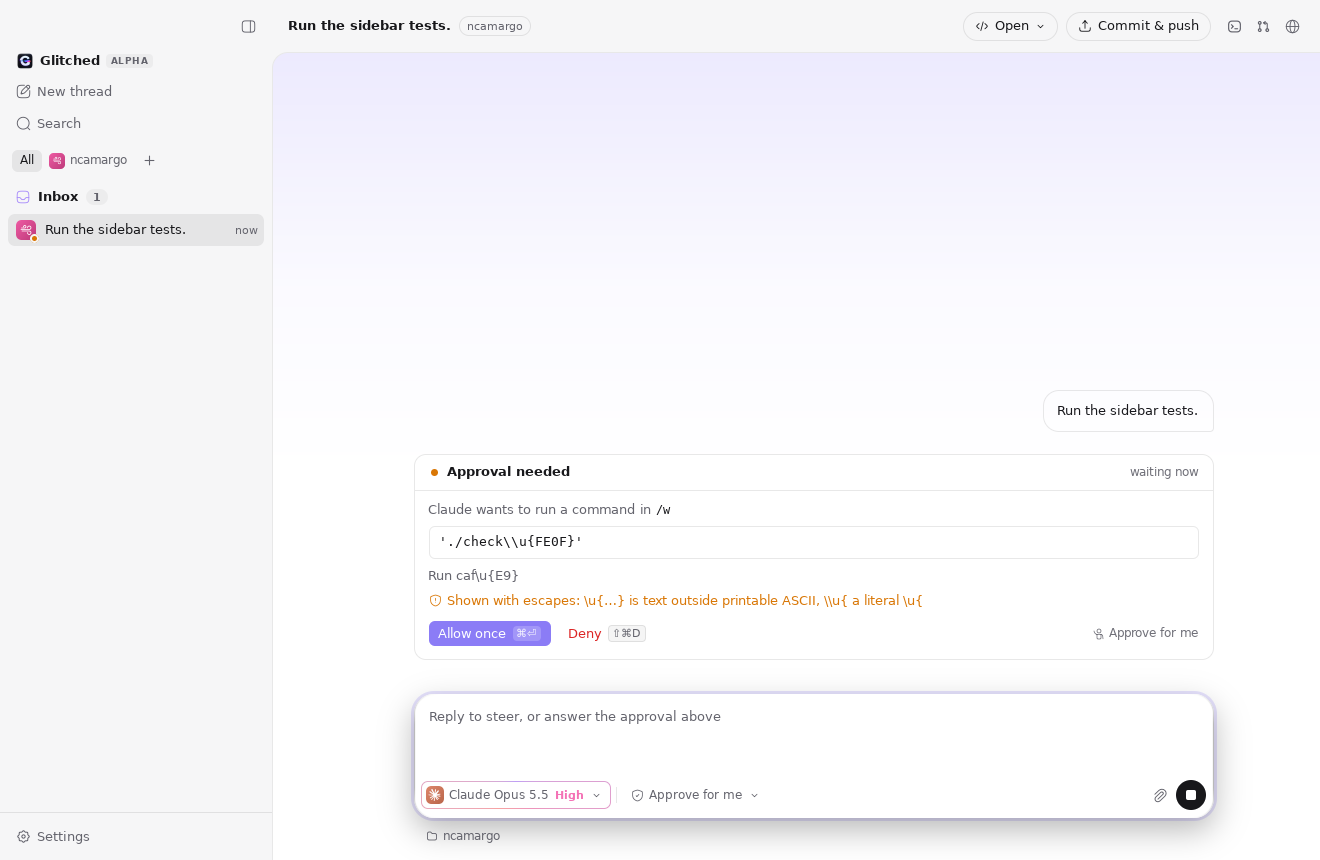 Run the sidebar tests.
ncamargo
Open
Commit & push
Glitched
ALPHA
New thread
Search
All
ncamargo
Inbox
1
Run the sidebar tests.
now
Run the sidebar tests.
Approval needed
waiting now
Claude wants to run a command in /w
'./check\\u{FE0F}'
Run caf\u{E9}
Shown with escapes: \u{…} is text outside printable ASCII, \\u{ a literal \u{
Allow once ⌘⏎
Deny ⇧⌘D
Approve for me
Reply to steer, or answer the approval above
Claude Opus 5.5 High
Approve for me
ncamargo
Settings